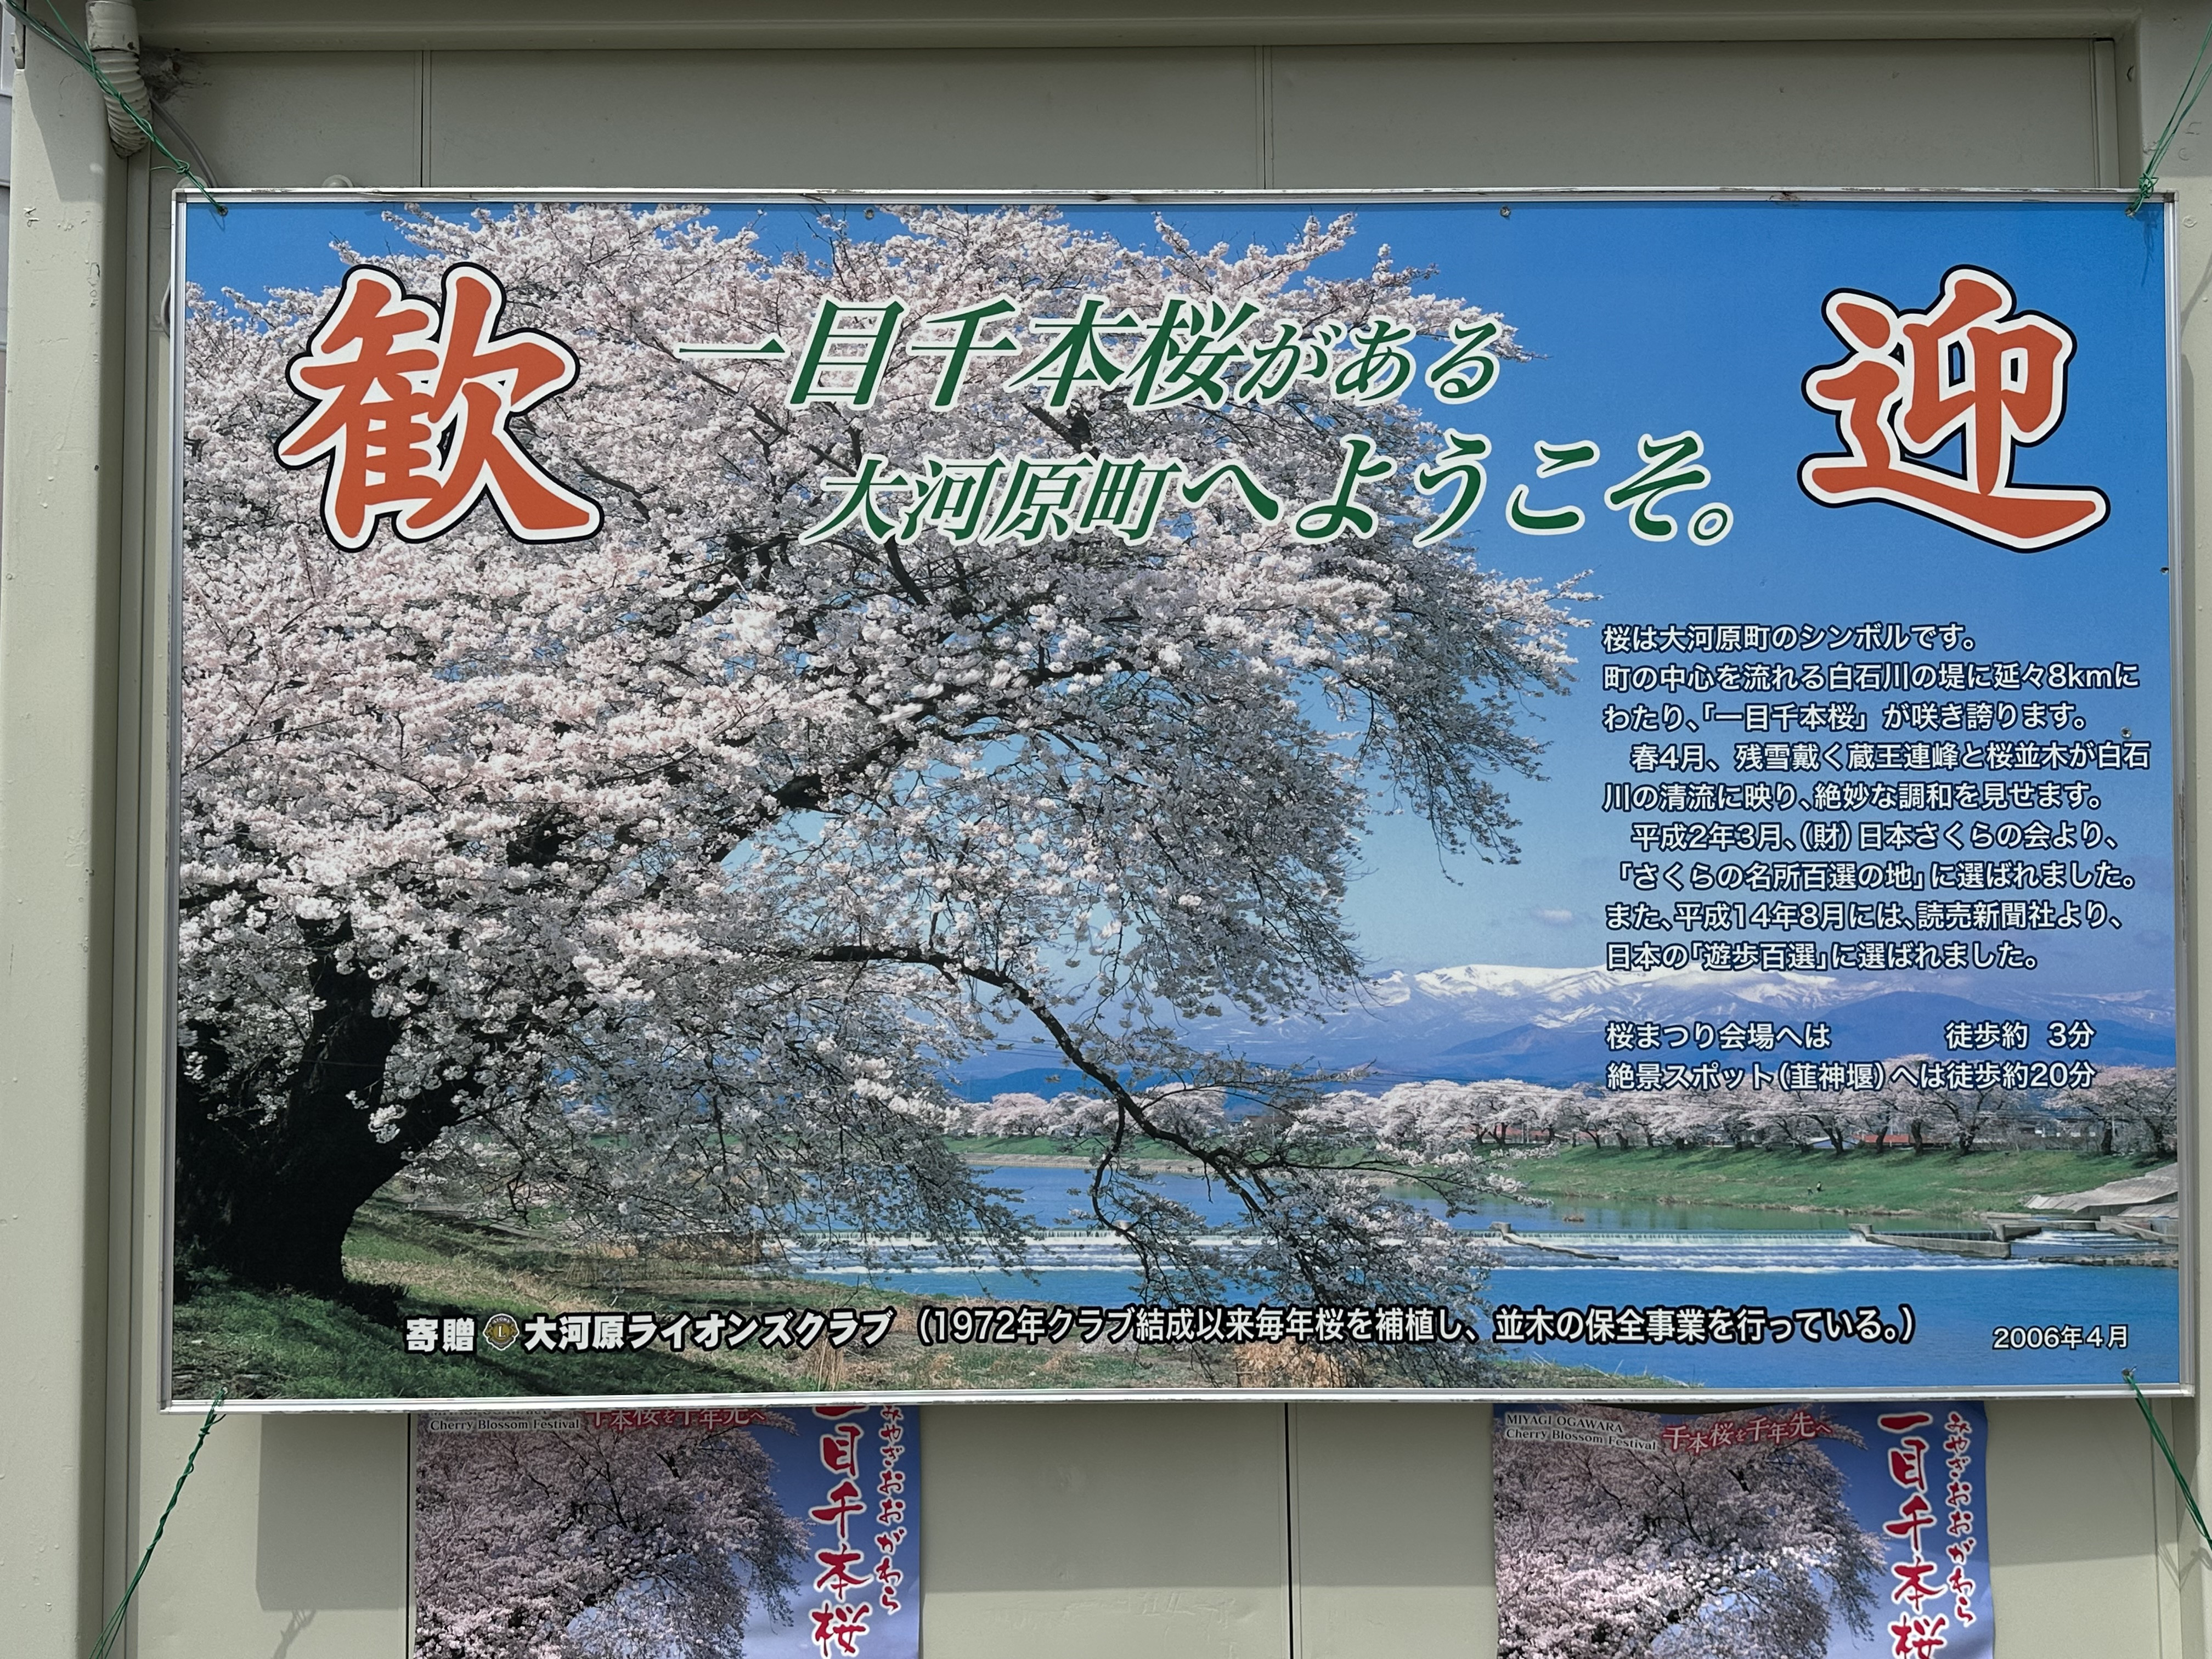 歓迎
一目千本桜がある
大河原町へようこそ。
桜は大河原町のシンボルです。
町の中心を流れる白石川の堤に延々8kmに
わたり、「一目千本桜」が咲き誇ります。
春4月、残雪戴く蔵王連峰と桜並木が白石
川の清流に映り、絶妙な調和を見せます。
平成2年3月、(財)日本さくらの会より、
「さくらの名所百選の地」に選ばれました。
また、平成14年8月には、読売新聞社より、
日本の「遊歩百選」に選ばれました。
桜まつり会場へは 徒歩約 3分
絶景スポット(韮神堰)へは徒歩約20分
寄贈 大河原ライオンズクラブ (1972年クラブ結成以来毎年桜を補植し、並木の保全事業を行っている。)
2006年4月
Cherry Blossom Festival
千本桜を千年先へ
みやぎおおがわら
一目千本桜
MIYAGI OGAWARA
Cherry Blossom Festival
千本桜を千年先へ
みやぎおおがわら
一目千本桜